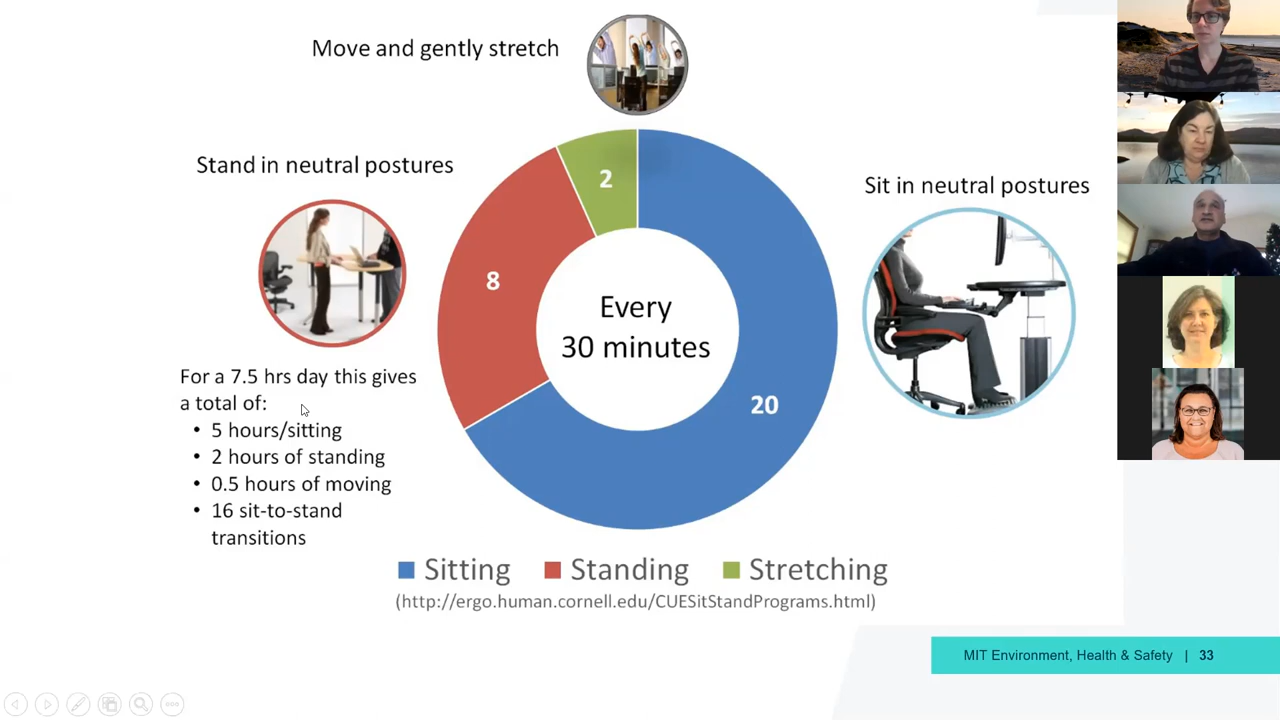 Move and gently stretch
Stand in neutral postures
Sit in neutral postures
2
8
20
Every
30 minutes
For a 7.5 hrs day this gives
a total of:
• 5 hours/sitting
• 2 hours of standing
• 0.5 hours of moving
• 16 sit-to-stand
transitions
Sitting Standing Stretching
(http://ergo.human.cornell.edu/CUESitStandPrograms.html)
MIT Environment, Health & Safety | 33